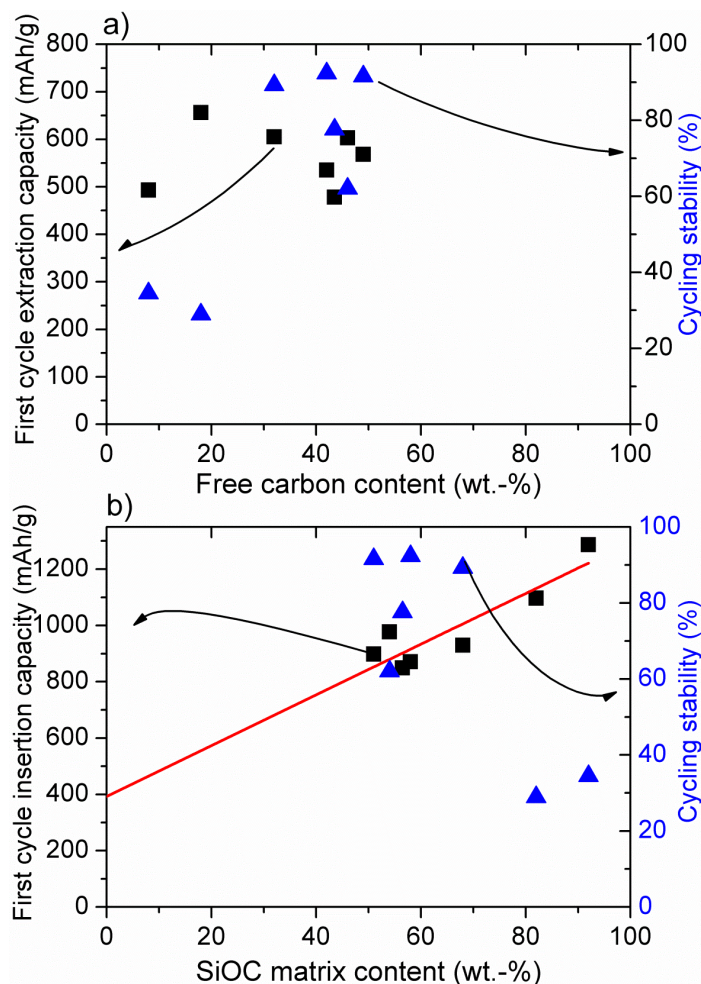 a)
800
700
600
500
400
300
200
100
0
First cycle extraction capacity (mAh/g)
100
80
60
40
20
0
Cycling stability (%)
0 20 40 60 80 100
Free carbon content (wt.-%)
b)
1200
1000
800
600
400
200
0
First cycle insertion capacity (mAh/g)
100
80
60
40
20
0
Cycling stability (%)
0 20 40 60 80 100
SiOC matrix content (wt.-%)